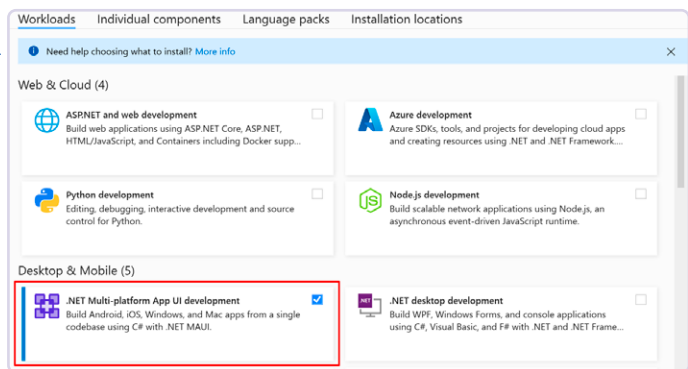 Workloads Individual components Language packs Installation locations
Need help choosing what to install? More info
Web & Cloud (4)
ASP.NET and web development
Build web applications using ASP.NET Core, ASP.NET,
HTML/JavaScript, and Containers including Docker supp...
Azure development
Azure SDKs, tools, and projects for developing cloud apps
and creating resources using .NET and .NET Framework....
Python development
Editing, debugging, interactive development and source
control for Python.
JS
Node.js development
Build scalable network applications using Node.js, an
asynchronous event-driven JavaScript runtime.
Desktop & Mobile (5)
.NET Multi-platform App UI development
Build Android, iOS, Windows, and Mac apps from a single
codebase using C# with .NET MAUI.
.NET
.NET desktop development
Build WPF, Windows Forms, and console applications
using C#, Visual Basic, and F# with .NET and .NET Frame...